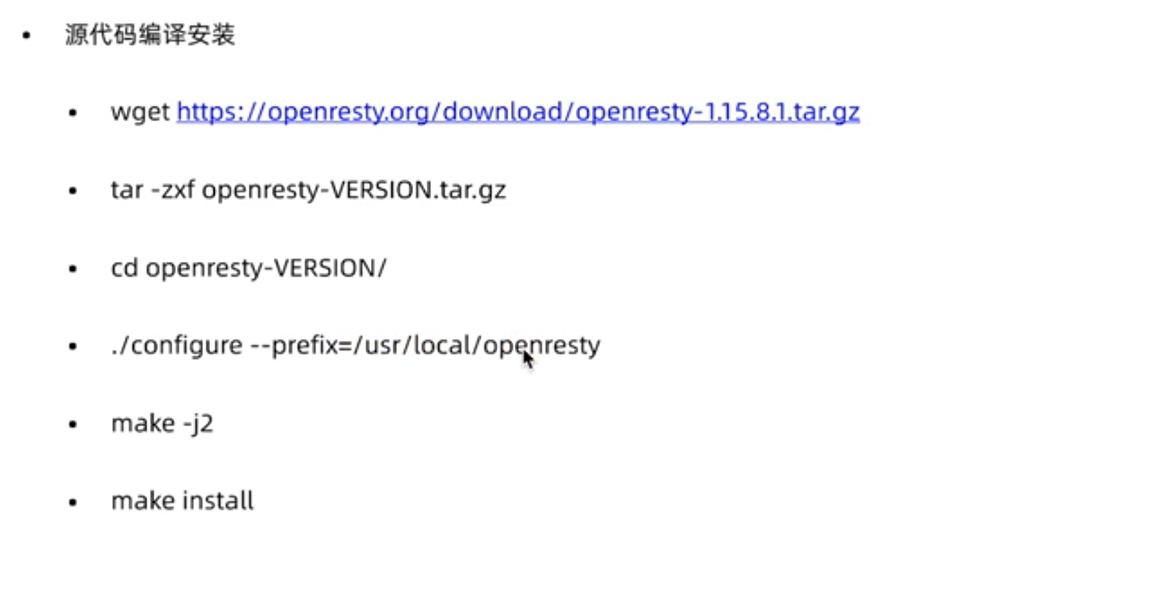 • 源代码编译安装
• wget https://openresty.org/download/openresty-1.15.8.1.tar.gz
• tar -zxf openresty-VERSION.tar.gz
• cd openresty-VERSION/
• ./configure --prefix=/usr/local/openresty
• make -j2
• make install